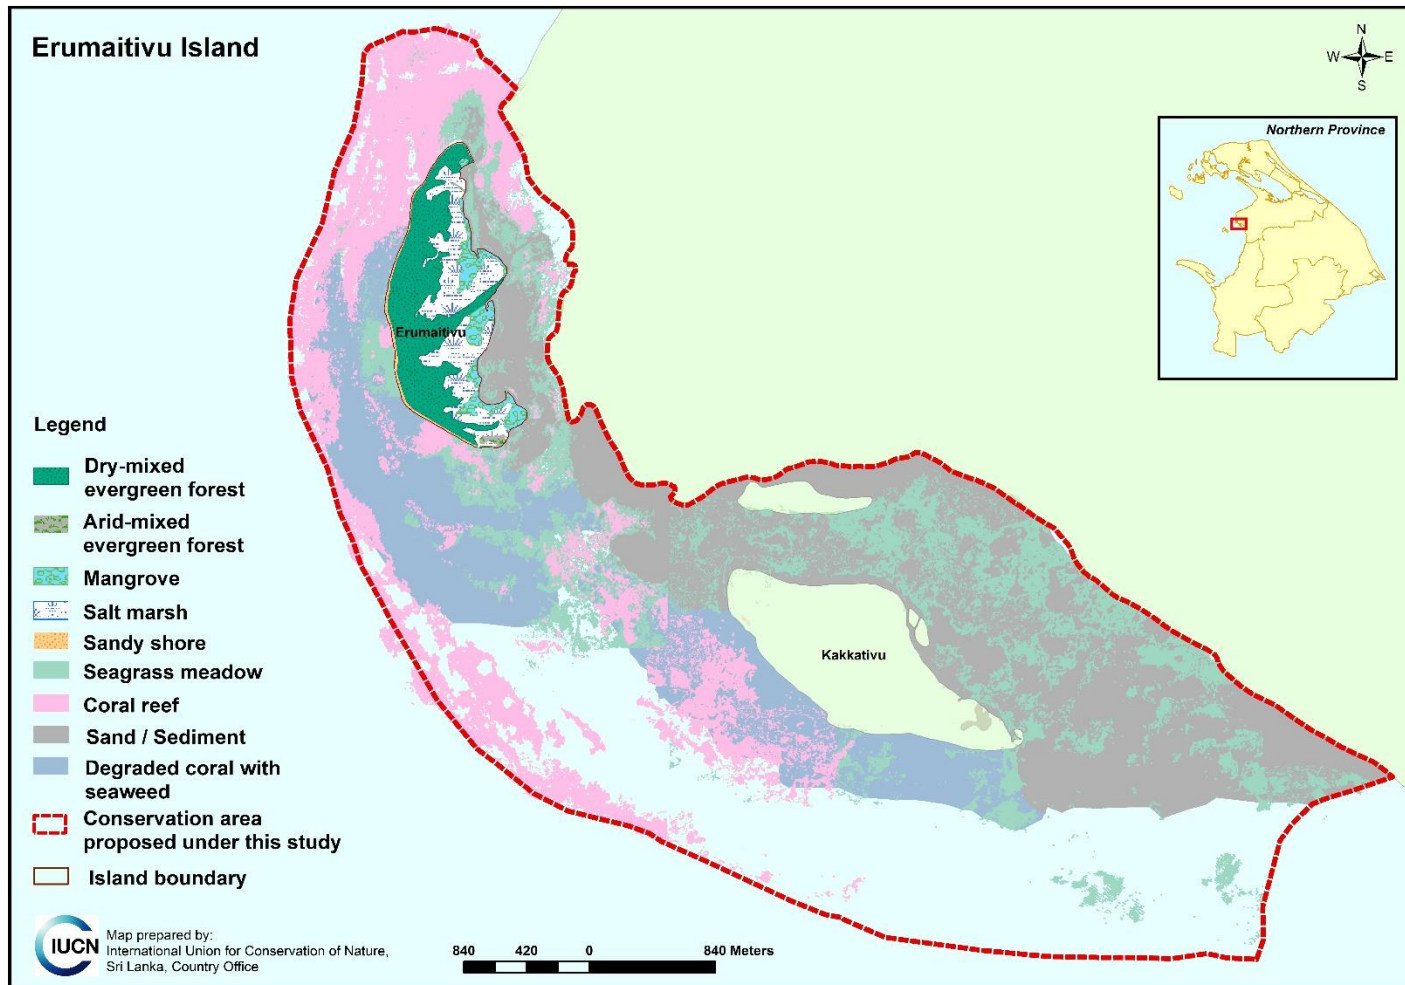 Erumaitivu Island
N
W E
S
Northern Province
Erumaitivu
Kakkativu
Legend
Dry-mixed
evergreen forest
Arid-mixed
evergreen forest
Mangrove
Salt marsh
Sandy shore
Seagrass meadow
Coral reef
Sand / Sediment
Degraded coral with
seaweed
Conservation area
proposed under this study
Island boundary
IUCN
Map prepared by:
International Union for Conservation of Nature,
Sri Lanka, Country Office
840 420 0 840 Meters